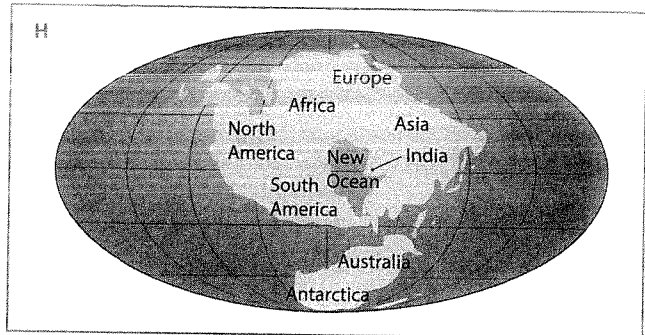 H
Europe
Africa
Asia
North
America
India
New
Ocean
South
America
Australia
Antarctica